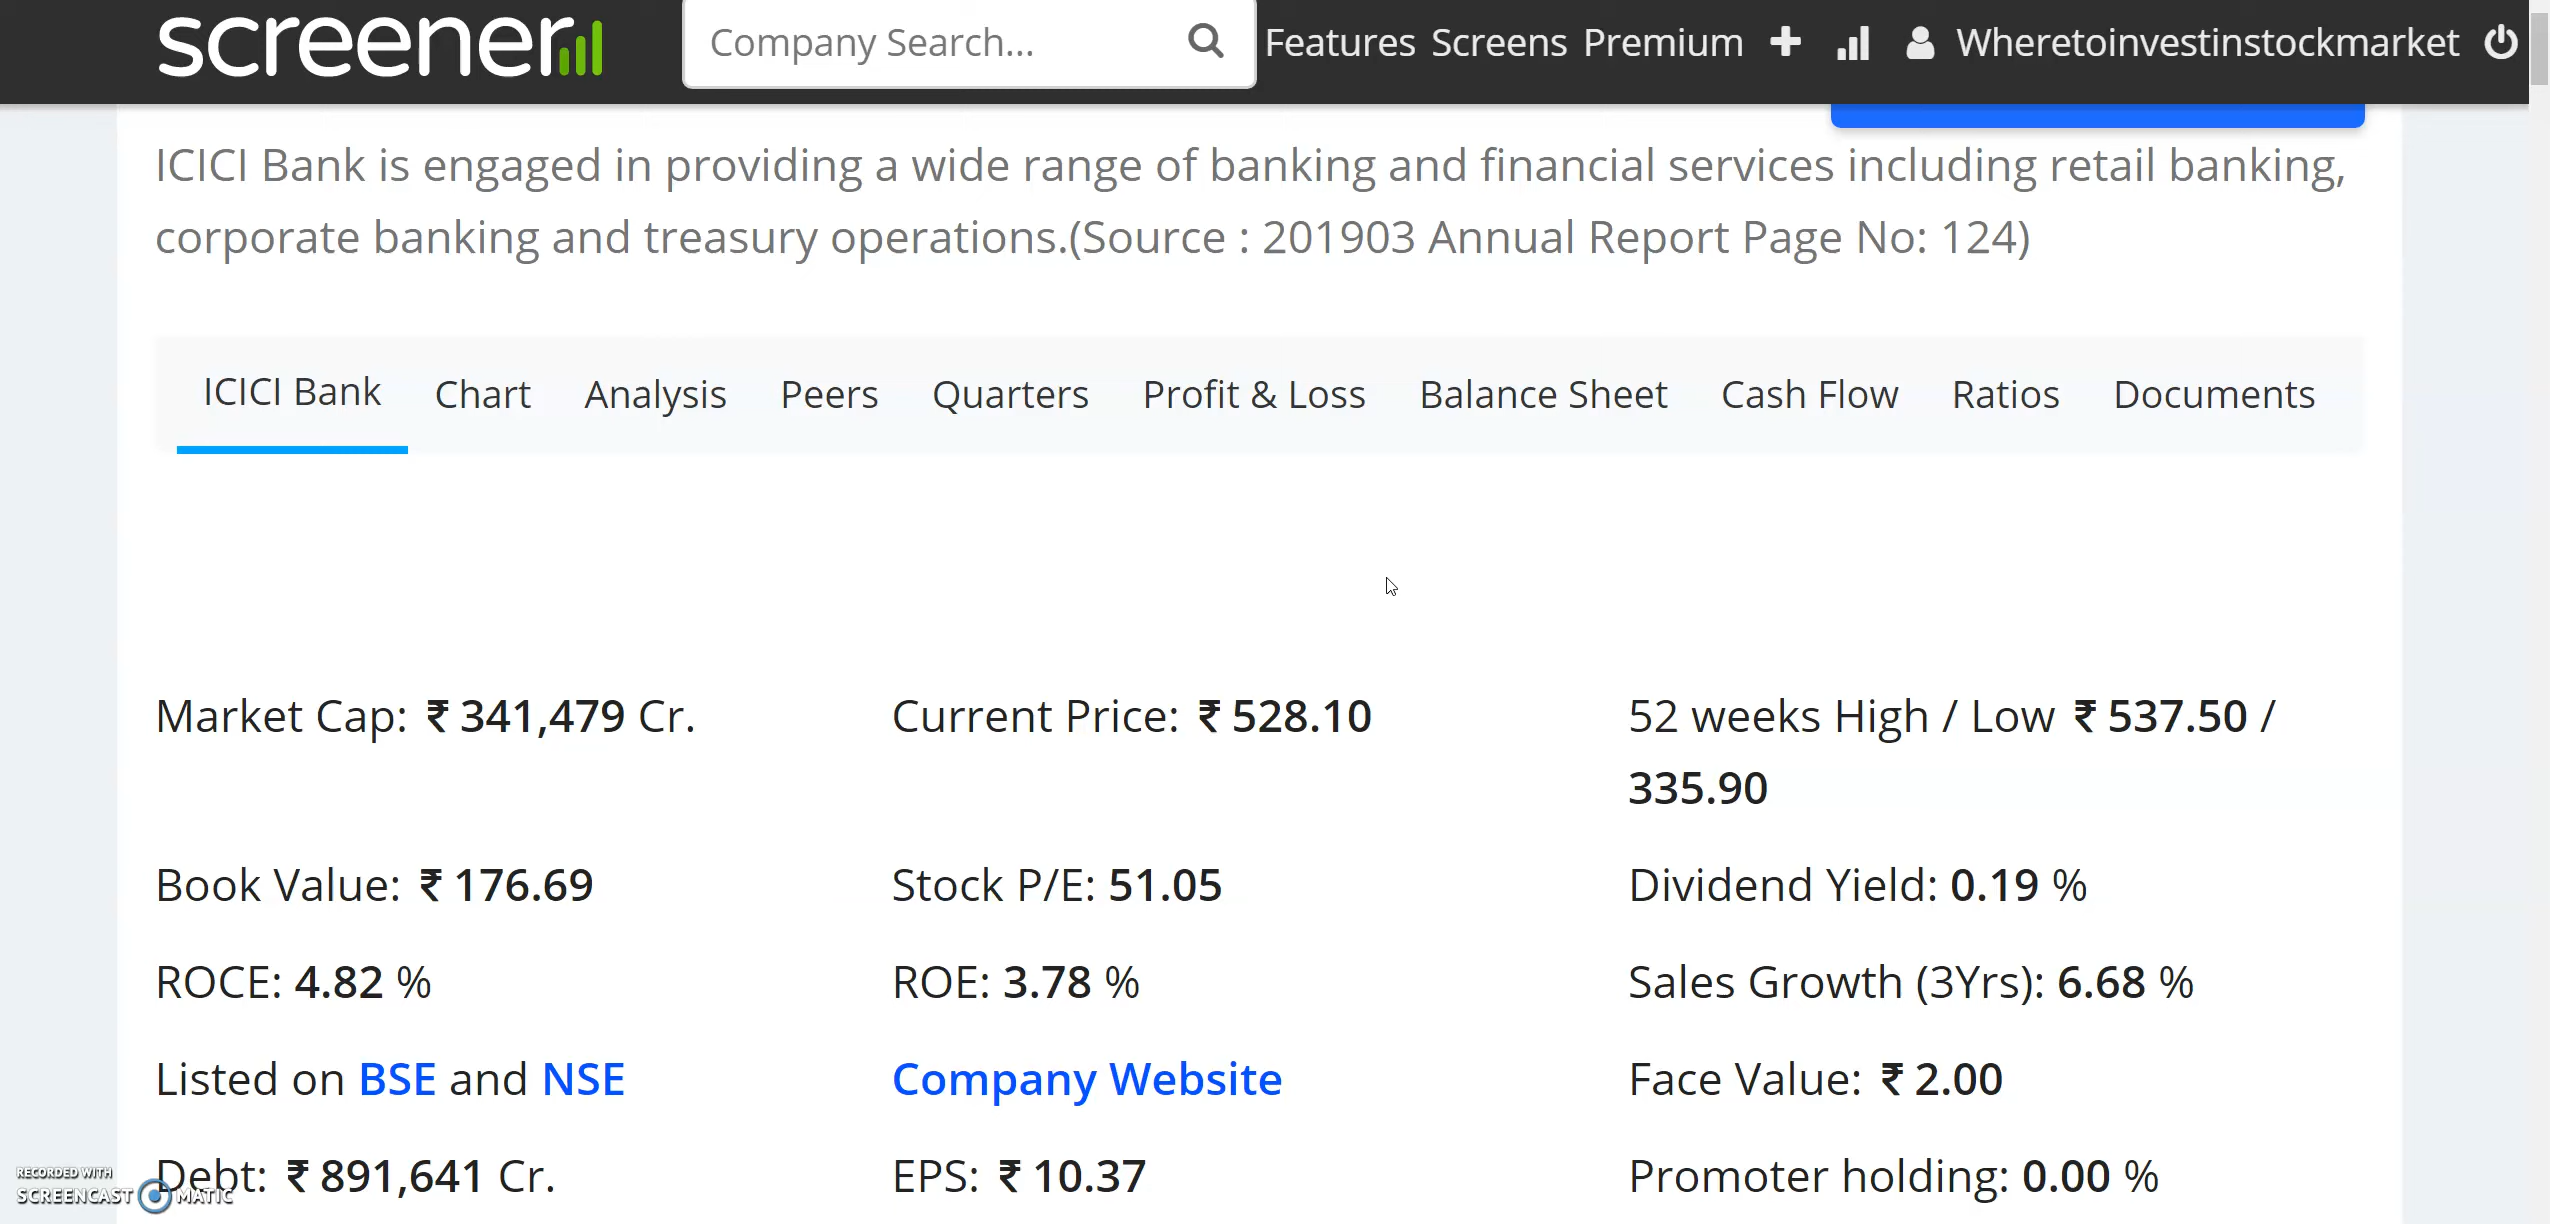 screener
Company Search...
Features Screens Premium Wheretoinvestinstockmarket
ICICI Bank is engaged in providing a wide range of banking and financial services including retail banking,
corporate banking and treasury operations.(Source : 201903 Annual Report Page No: 124)
ICICI Bank Chart Analysis Peers Quarters Profit & Loss Balance Sheet Cash Flow Ratios Documents
Market Cap: ₹ 341,479 Cr. Current Price: ₹ 528.10 52 weeks High / Low ₹ 537.50 /
335.90
Book Value: ₹ 176.69 Stock P/E: 51.05 Dividend Yield: 0.19 %
ROCE: 4.82 % ROE: 3.78 % Sales Growth (3Yrs): 6.68 %
Listed on BSE and NSE Company Website Face Value: ₹ 2.00
Debt: ₹ 891,641 Cr. EPS: ₹ 10.37 Promoter holding: 0.00 %
RECORDED WITH
SCREENCAST MATIC